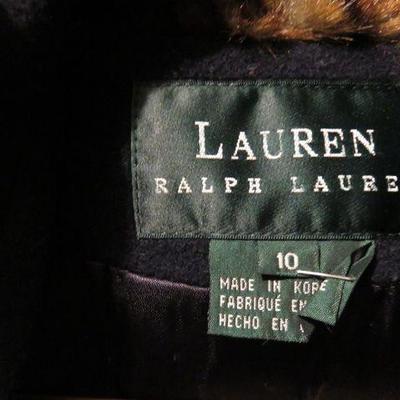 LAUREN
RALPH LAURE
10
MADE IN KORE
FABRIQUÉ EN
HECHO EN